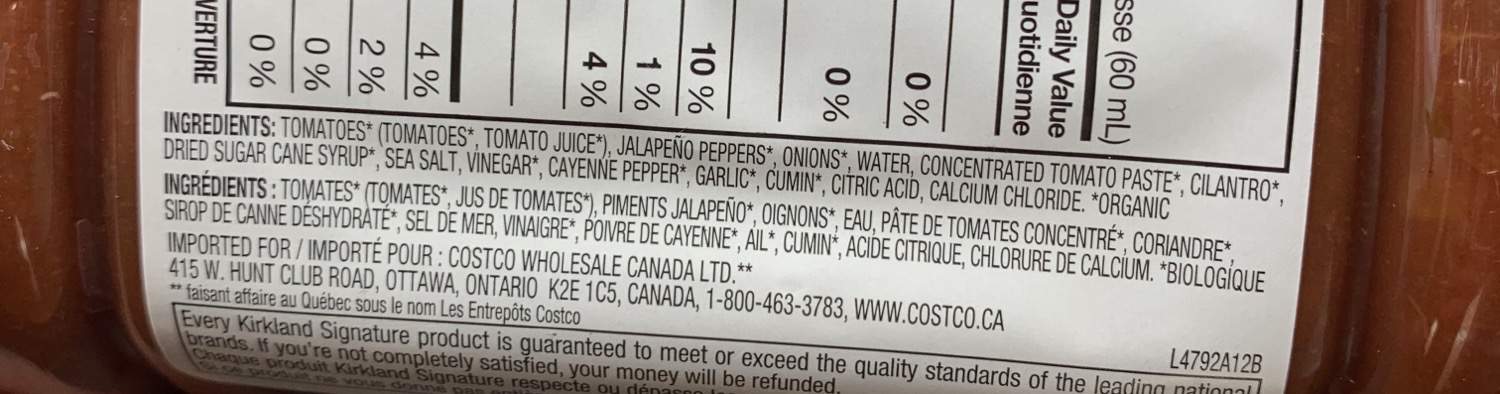 sse (60 mL)
Daily Value
uotidienne
0 %
0 %
10 %
1 %
4 %
4 %
2 %
0 %
0 %
VERTURE
INGREDIENTS: TOMATOES* (TOMATOES*, TOMATO JUICE*), JALAPEÑO PEPPERS*, ONIONS*, WATER, CONCENTRATED TOMATO PASTE*, CILANTRO*,
DRIED SUGAR CANE SYRUP*, SEA SALT, VINEGAR*, CAYENNE PEPPER*, GARLIC*, CUMIN*, CITRIC ACID, CALCIUM CHLORIDE. *ORGANIC
INGRÉDIENTS : TOMATES* (TOMATES*, JUS DE TOMATES*), PIMENTS JALAPEÑO*, OIGNONS*, EAU, PÂTE DE TOMATES CONCENTRÉ*, CORIANDRE*,
SIROP DE CANNE DÉSHYDRATÉ*, SEL DE MER, VINAIGRE*, POIVRE DE CAYENNE*, AIL*, CUMIN*, ACIDE CITRIQUE, CHLORURE DE CALCIUM. *BIOLOGIQUE
IMPORTED FOR / IMPORTÉ POUR : COSTCO WHOLESALE CANADA LTD.**
415 W. HUNT CLUB ROAD, OTTAWA, ONTARIO K2E 1C5, CANADA, 1-800-463-3783, WWW.COSTCO.CA
** faisant affaire au Québec sous le nom Les Entrepôts Costco
L4792A12B
Every Kirkland Signature product is guaranteed to meet or exceed the quality standards of the leading national
brands. If you're not completely satisfied, your money will be refunded.
Chaque produit Kirkland Signature respecte ou dépasse
si ce produit ne vous donne pas